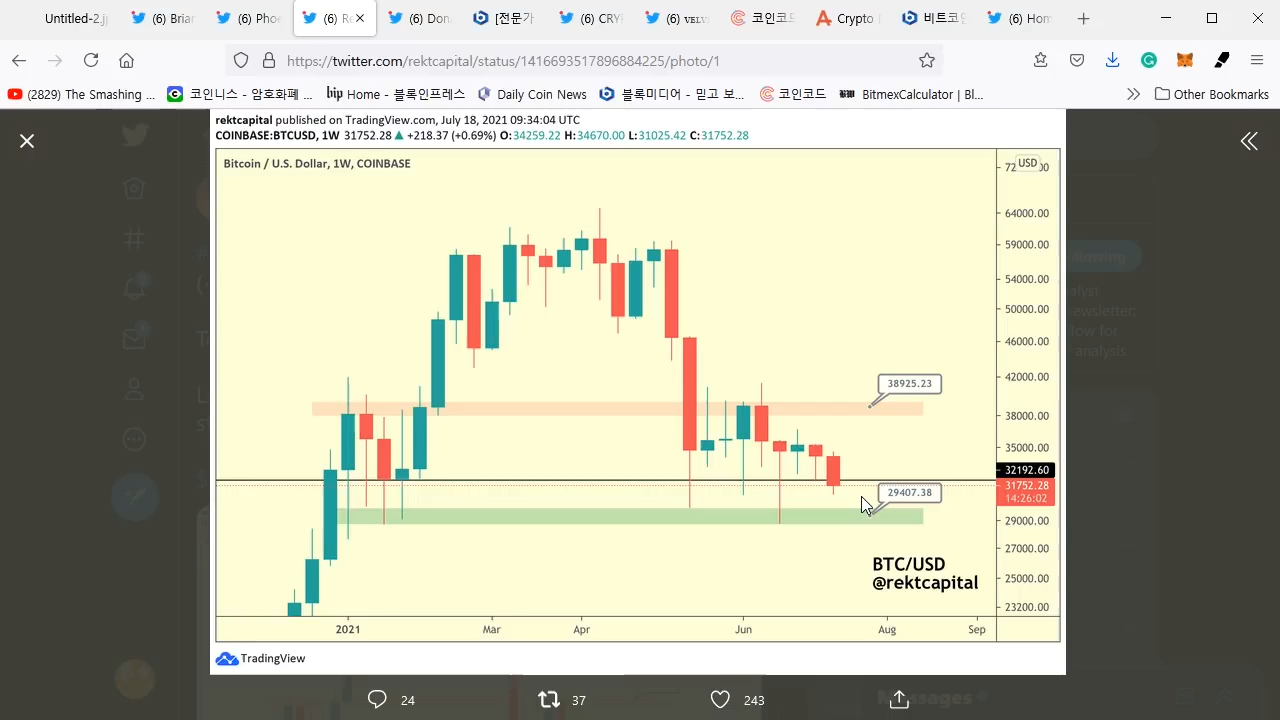 Untitled-2.j
(6) Brian
(6) Pho
(6) R
(6) Don
[전문가
(6) CRY
(6) VELV
코인코드
Crypto
비트코인
(6) Hom
https://twitter.com/rektcapital/status/1416693517896884225/photo/1
(2829) The Smashing ...
코인니스 - 암호화폐 ...
bip Home - 블록인프레스
Daily Coin News
블록미디어 - 믿고 보...
코인코드
BitmexCalculator | Bl...
Other Bookmarks
rektcapital published on TradingView.com, July 18, 2021 09:34:04 UTC
COINBASE:BTCUSD, 1W 31752.28 ▲ +218.37 (+0.69%) O:34259.22 H:34670.00 L:31025.42 C:31752.28
Bitcoin / U.S. Dollar, 1W, COINBASE
USD
64000.00
59000.00
54000.00
50000.00
46000.00
42000.00
38925.23
38000.00
35000.00
32192.60
31752.28
14:26:02
29407.38
29000.00
27000.00
25000.00
23200.00
BTC/USD
@rektcapital
2021 Mar Apr Jun Aug Sep
TradingView
24
37
243
Messages